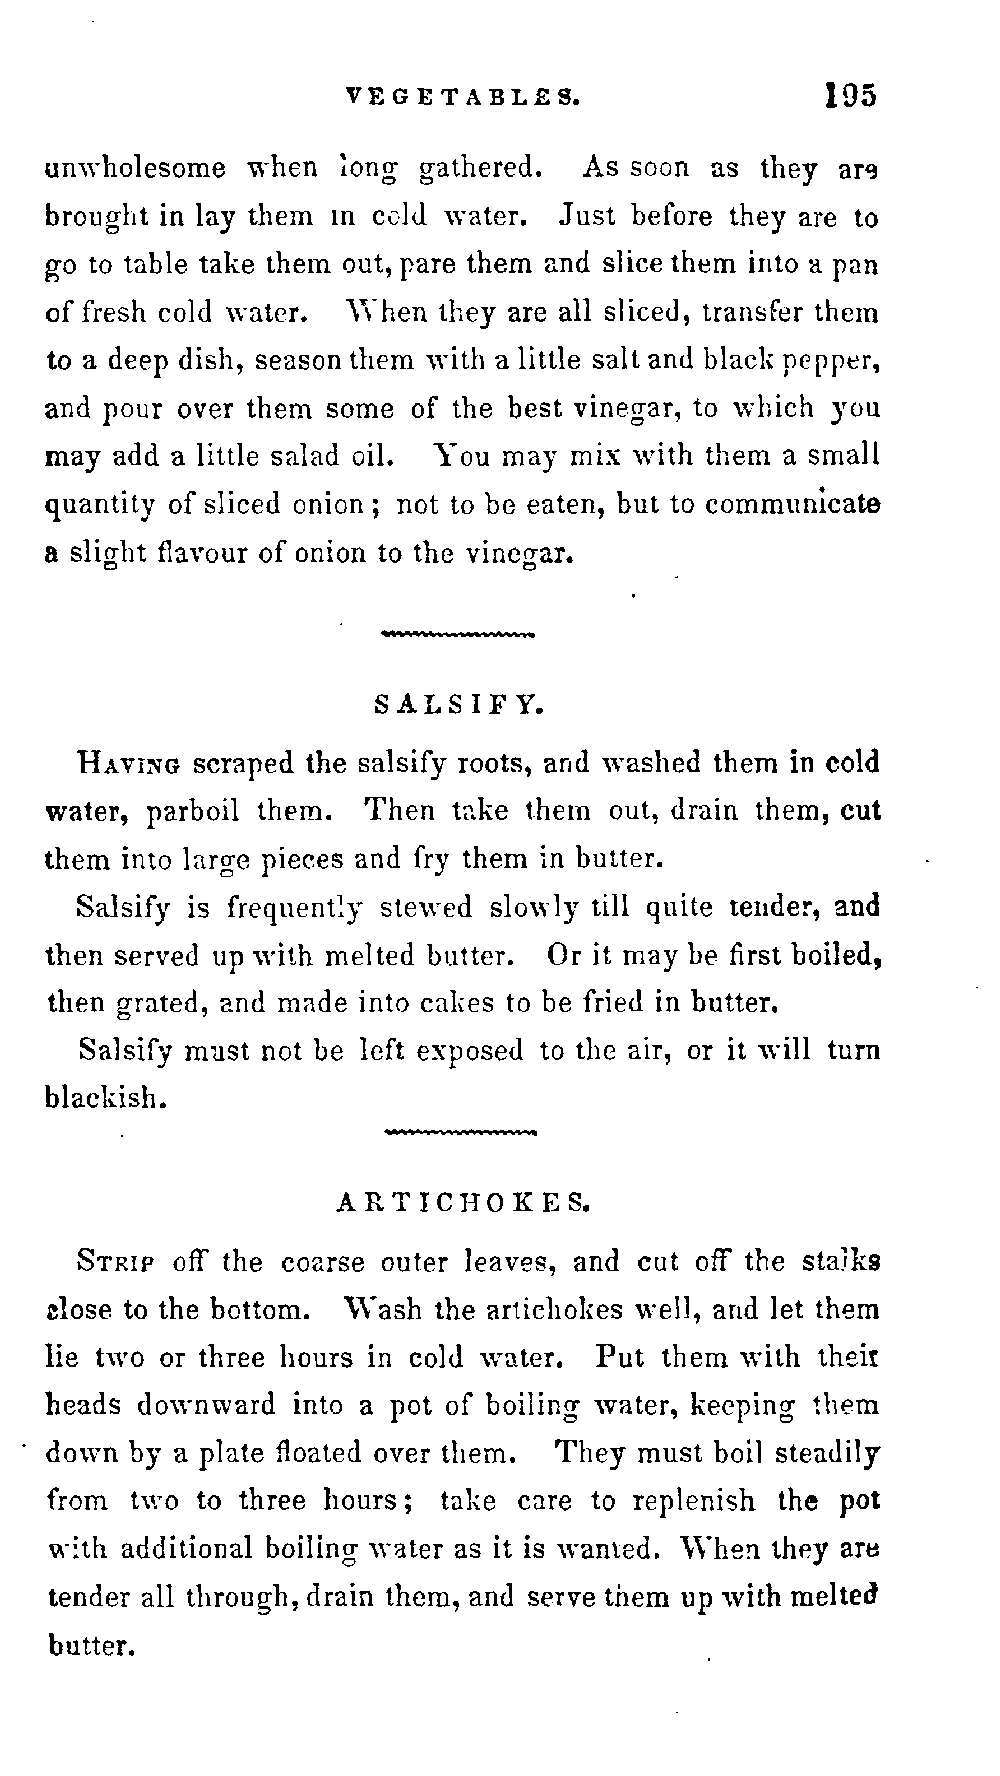 VEGETABLES. 195
unwholesome when long gathered. As soon as they are
brought in lay them in cold water. Just before they are to
go to table take them out, pare them and slice them into a pan
of fresh cold water. When they are all sliced, transfer them
to a deep dish, season them with a little salt and black pepper,
and pour over them some of the best vinegar, to which you
may add a little salad oil. You may mix with them a small
quantity of sliced onion; not to be eaten, but to communicate
a slight flavour of onion to the vinegar.
SALSIFY.
HAVING scraped the salsify roots, and washed them in cold
water, parboil them. Then take them out, drain them, cut
them into large pieces and fry them in butter.
Salsify is frequently stewed slowly till quite tender, and
then served up with melted butter. Or it may be first boiled,
then grated, and made into cakes to be fried in butter.
Salsify must not be left exposed to the air, or it will turn
blackish.
ARTICHOKES.
STRIP off the coarse outer leaves, and cut off the stalks
close to the bottom. Wash the artichokes well, and let them
lie two or three hours in cold water. Put them with their
heads downward into a pot of boiling water, keeping them
down by a plate floated over them. They must boil steadily
from two to three hours; take care to replenish the pot
with additional boiling water as it is wanted. When they are
tender all through, drain them, and serve them up with melted
butter.